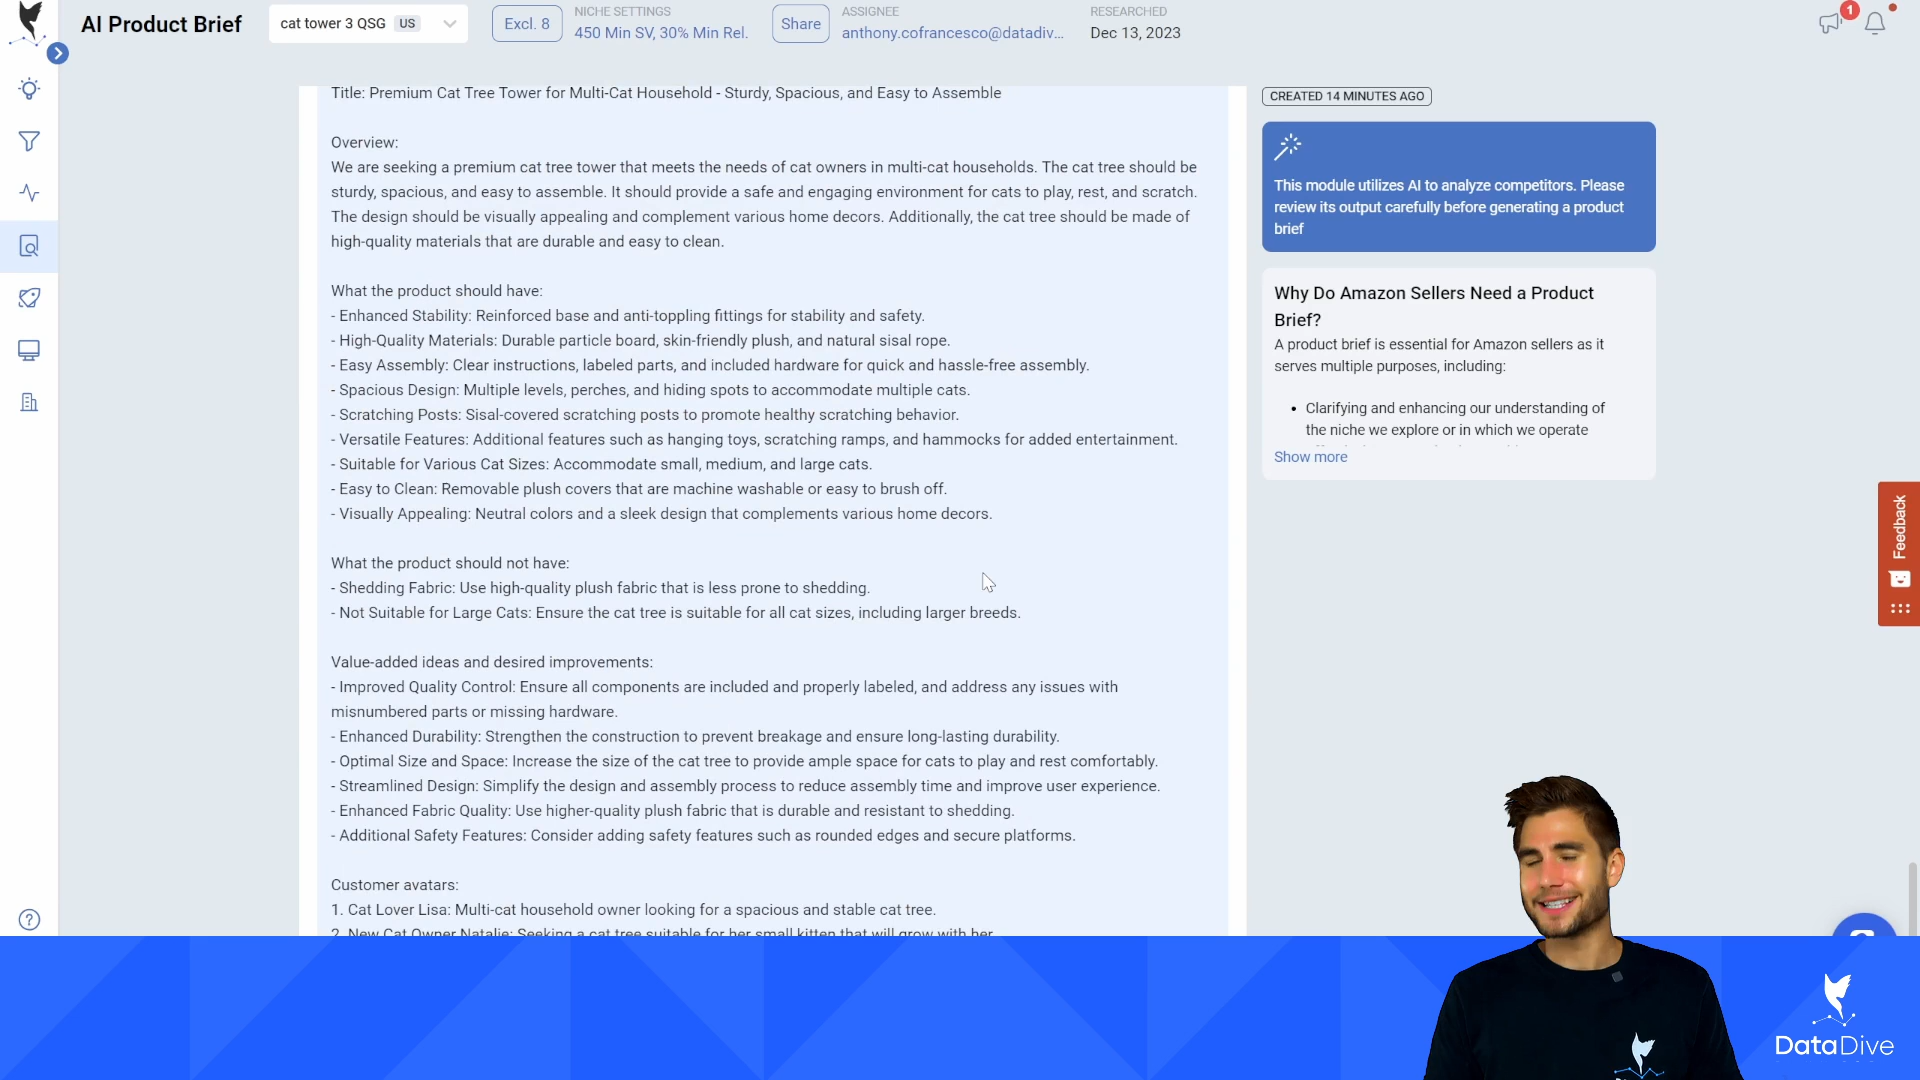 AI Product Brief
cat tower 3 QSG US
Excl. 8
NICHE SETTINGS
450 Min SV, 30% Min Rel.
Share
ASSIGNEE
anthony.cofrancesco@datadiv...
RESEARCHED
Dec 13, 2023
1
Title: Premium Cat Tree Tower for Multi-Cat Household - Sturdy, Spacious, and Easy to Assemble
Overview:
We are seeking a premium cat tree tower that meets the needs of cat owners in multi-cat households. The cat tree should be
sturdy, spacious, and easy to assemble. It should provide a safe and engaging environment for cats to play, rest, and scratch.
The design should be visually appealing and complement various home decors. Additionally, the cat tree should be made of
high-quality materials that are durable and easy to clean.
What the product should have:
- Enhanced Stability: Reinforced base and anti-toppling fittings for stability and safety.
- High-Quality Materials: Durable particle board, skin-friendly plush, and natural sisal rope.
- Easy Assembly: Clear instructions, labeled parts, and included hardware for quick and hassle-free assembly.
- Spacious Design: Multiple levels, perches, and hiding spots to accommodate multiple cats.
- Scratching Posts: Sisal-covered scratching posts to promote healthy scratching behavior.
- Versatile Features: Additional features such as hanging toys, scratching ramps, and hammocks for added entertainment.
- Suitable for Various Cat Sizes: Accommodate small, medium, and large cats.
- Easy to Clean: Removable plush covers that are machine washable or easy to brush off.
- Visually Appealing: Neutral colors and a sleek design that complements various home decors.
What the product should not have:
- Shedding Fabric: Use high-quality plush fabric that is less prone to shedding.
- Not Suitable for Large Cats: Ensure the cat tree is suitable for all cat sizes, including larger breeds.
Value-added ideas and desired improvements:
- Improved Quality Control: Ensure all components are included and properly labeled, and address any issues with
misnumbered parts or missing hardware.
- Enhanced Durability: Strengthen the construction to prevent breakage and ensure long-lasting durability.
- Optimal Size and Space: Increase the size of the cat tree to provide ample space for cats to play and rest comfortably.
- Streamlined Design: Simplify the design and assembly process to reduce assembly time and improve user experience.
- Enhanced Fabric Quality: Use higher-quality plush fabric that is durable and resistant to shedding.
- Additional Safety Features: Consider adding safety features such as rounded edges and secure platforms.
Customer avatars:
1. Cat Lover Lisa: Multi-cat household owner looking for a spacious and stable cat tree.
2. New Cat Owner Natalie: Seeking a cat tree suitable for her small kitten that will grow with her
CREATED 14 MINUTES AGO
This module utilizes AI to analyze competitors. Please
review its output carefully before generating a product
brief
Why Do Amazon Sellers Need a Product
Brief?
A product brief is essential for Amazon sellers as it
serves multiple purposes, including:
• Clarifying and enhancing our understanding of
the niche we explore or in which we operate
Show more
Feedback
DataDive